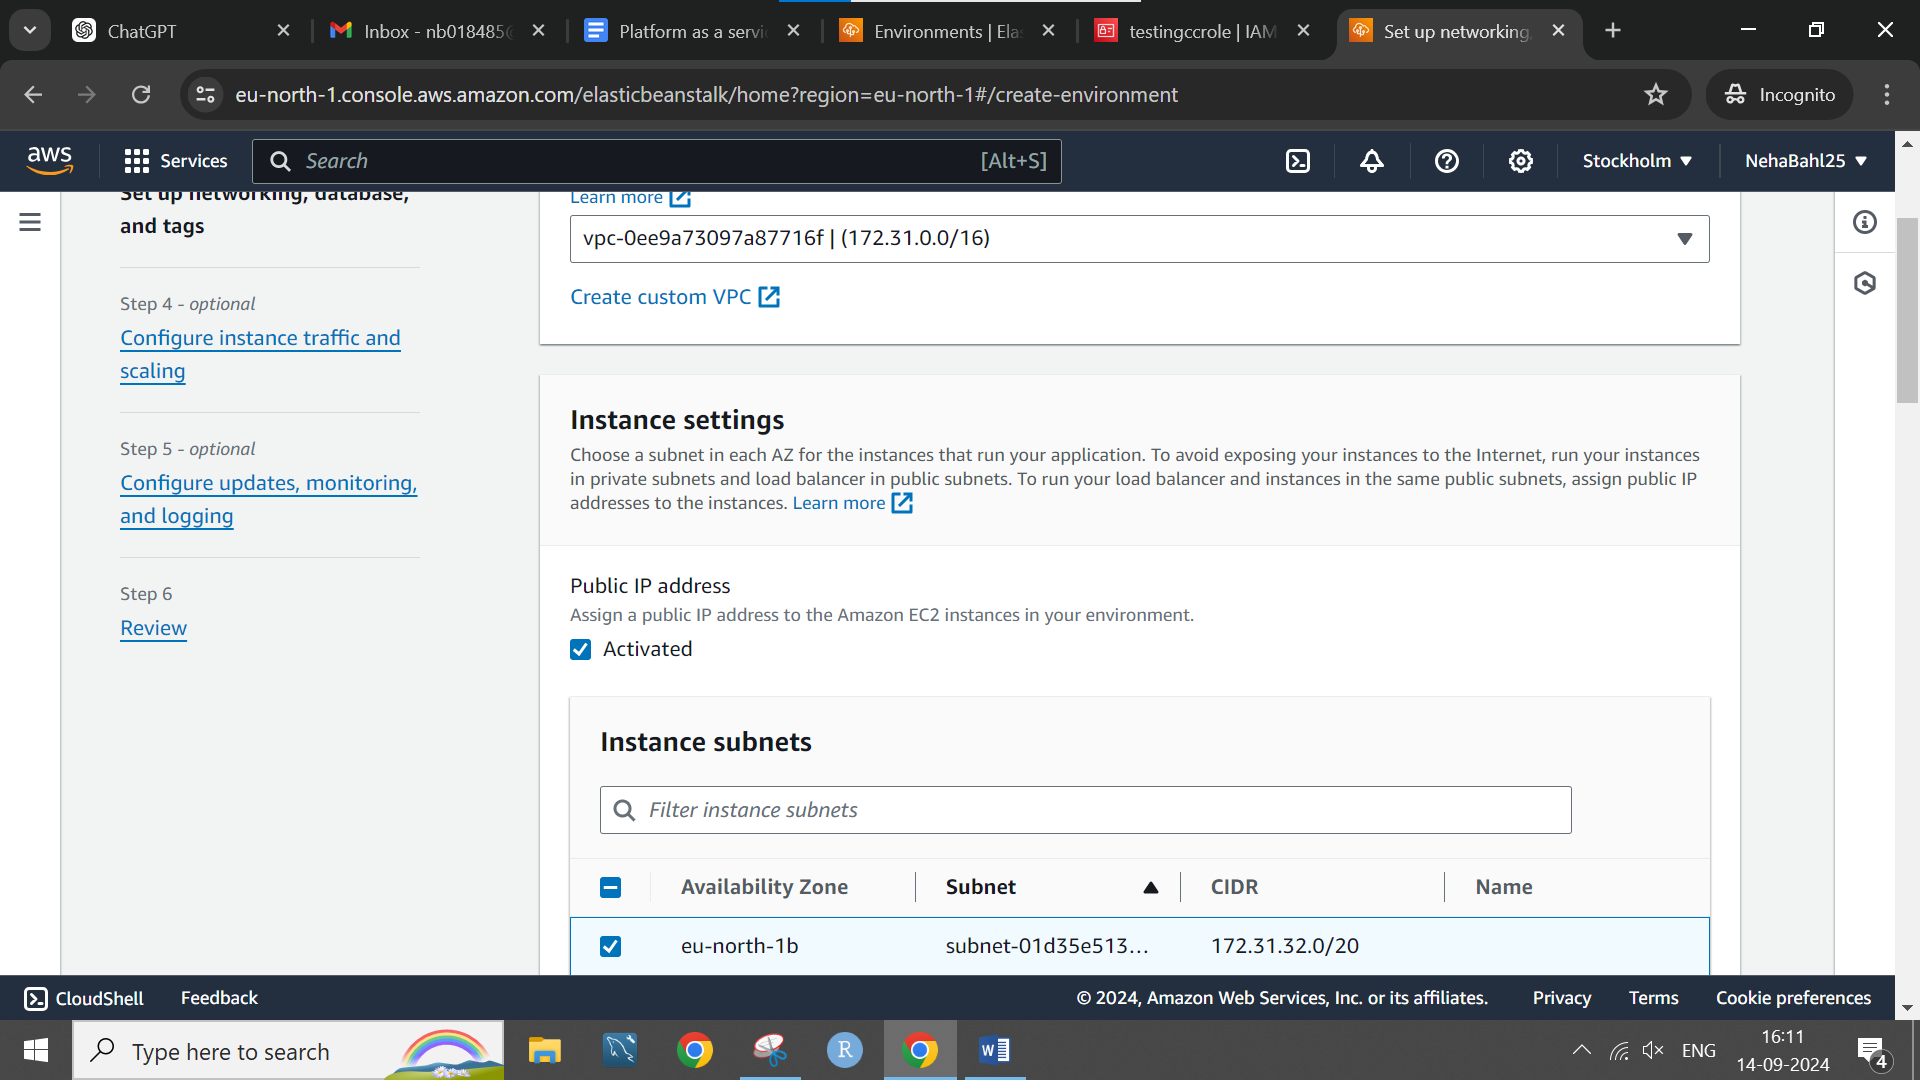 ChatGPT
Inbox - nb018485@
Platform as a servi
Environments | Ela
testingccrole | IAM
Set up networking,
eu-north-1.console.aws.amazon.com/elasticbeanstalk/home?region=eu-north-1#/create-environment
Incognito
aws
Services
Search
[Alt+S]
Stockholm
NehaBahl25
Set up networking, database,
and tags
Step 4 - optional
Configure instance traffic and
scaling
Step 5 - optional
Configure updates, monitoring,
and logging
Step 6
Review
Learn more
vpc-0ee9a73097a87716f | (172.31.0.0/16)
Create custom VPC
Instance settings
Choose a subnet in each AZ for the instances that run your application. To avoid exposing your instances to the Internet, run your instances
in private subnets and load balancer in public subnets. To run your load balancer and instances in the same public subnets, assign public IP
addresses to the instances. Learn more
Public IP address
Assign a public IP address to the Amazon EC2 instances in your environment.
Activated
Instance subnets
Filter instance subnets
Availability Zone
Subnet
CIDR
Name
eu-north-1b
subnet-01d35e513...
172.31.32.0/20
CloudShell
Feedback
© 2024, Amazon Web Services, Inc. or its affiliates.
Privacy
Terms
Cookie preferences
Type here to search
R
W
ENG
16:11
14-09-2024
4